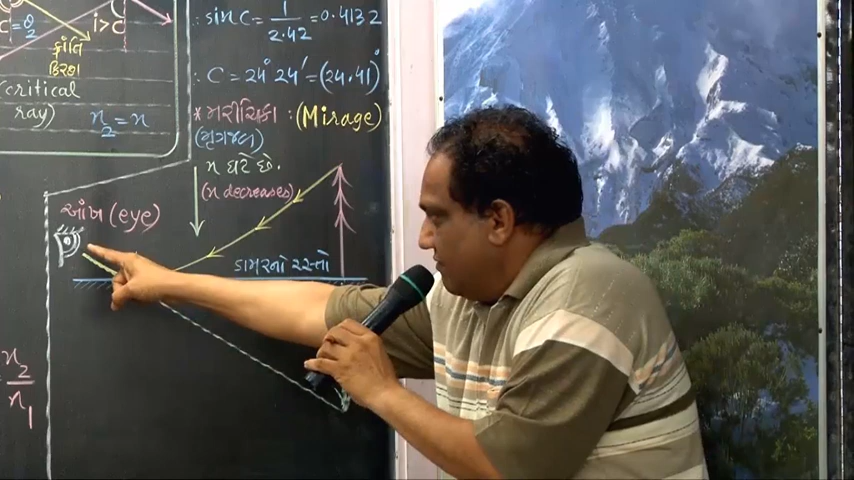 C=θ/2 i>C
ક્રાંતિ
કિરણ
(critical
ray)
n₂=n
∴ sin C = 1/2.42 = 0.4132
∴ C = 24° 24′ = (24.41)°
* મરીચિકા : (Mirage)
(મૃગજળ)
n ઘટે છે.
(n decreases)
આંખ (eye)
ડામરનો રસ્તો
n₂/n₁